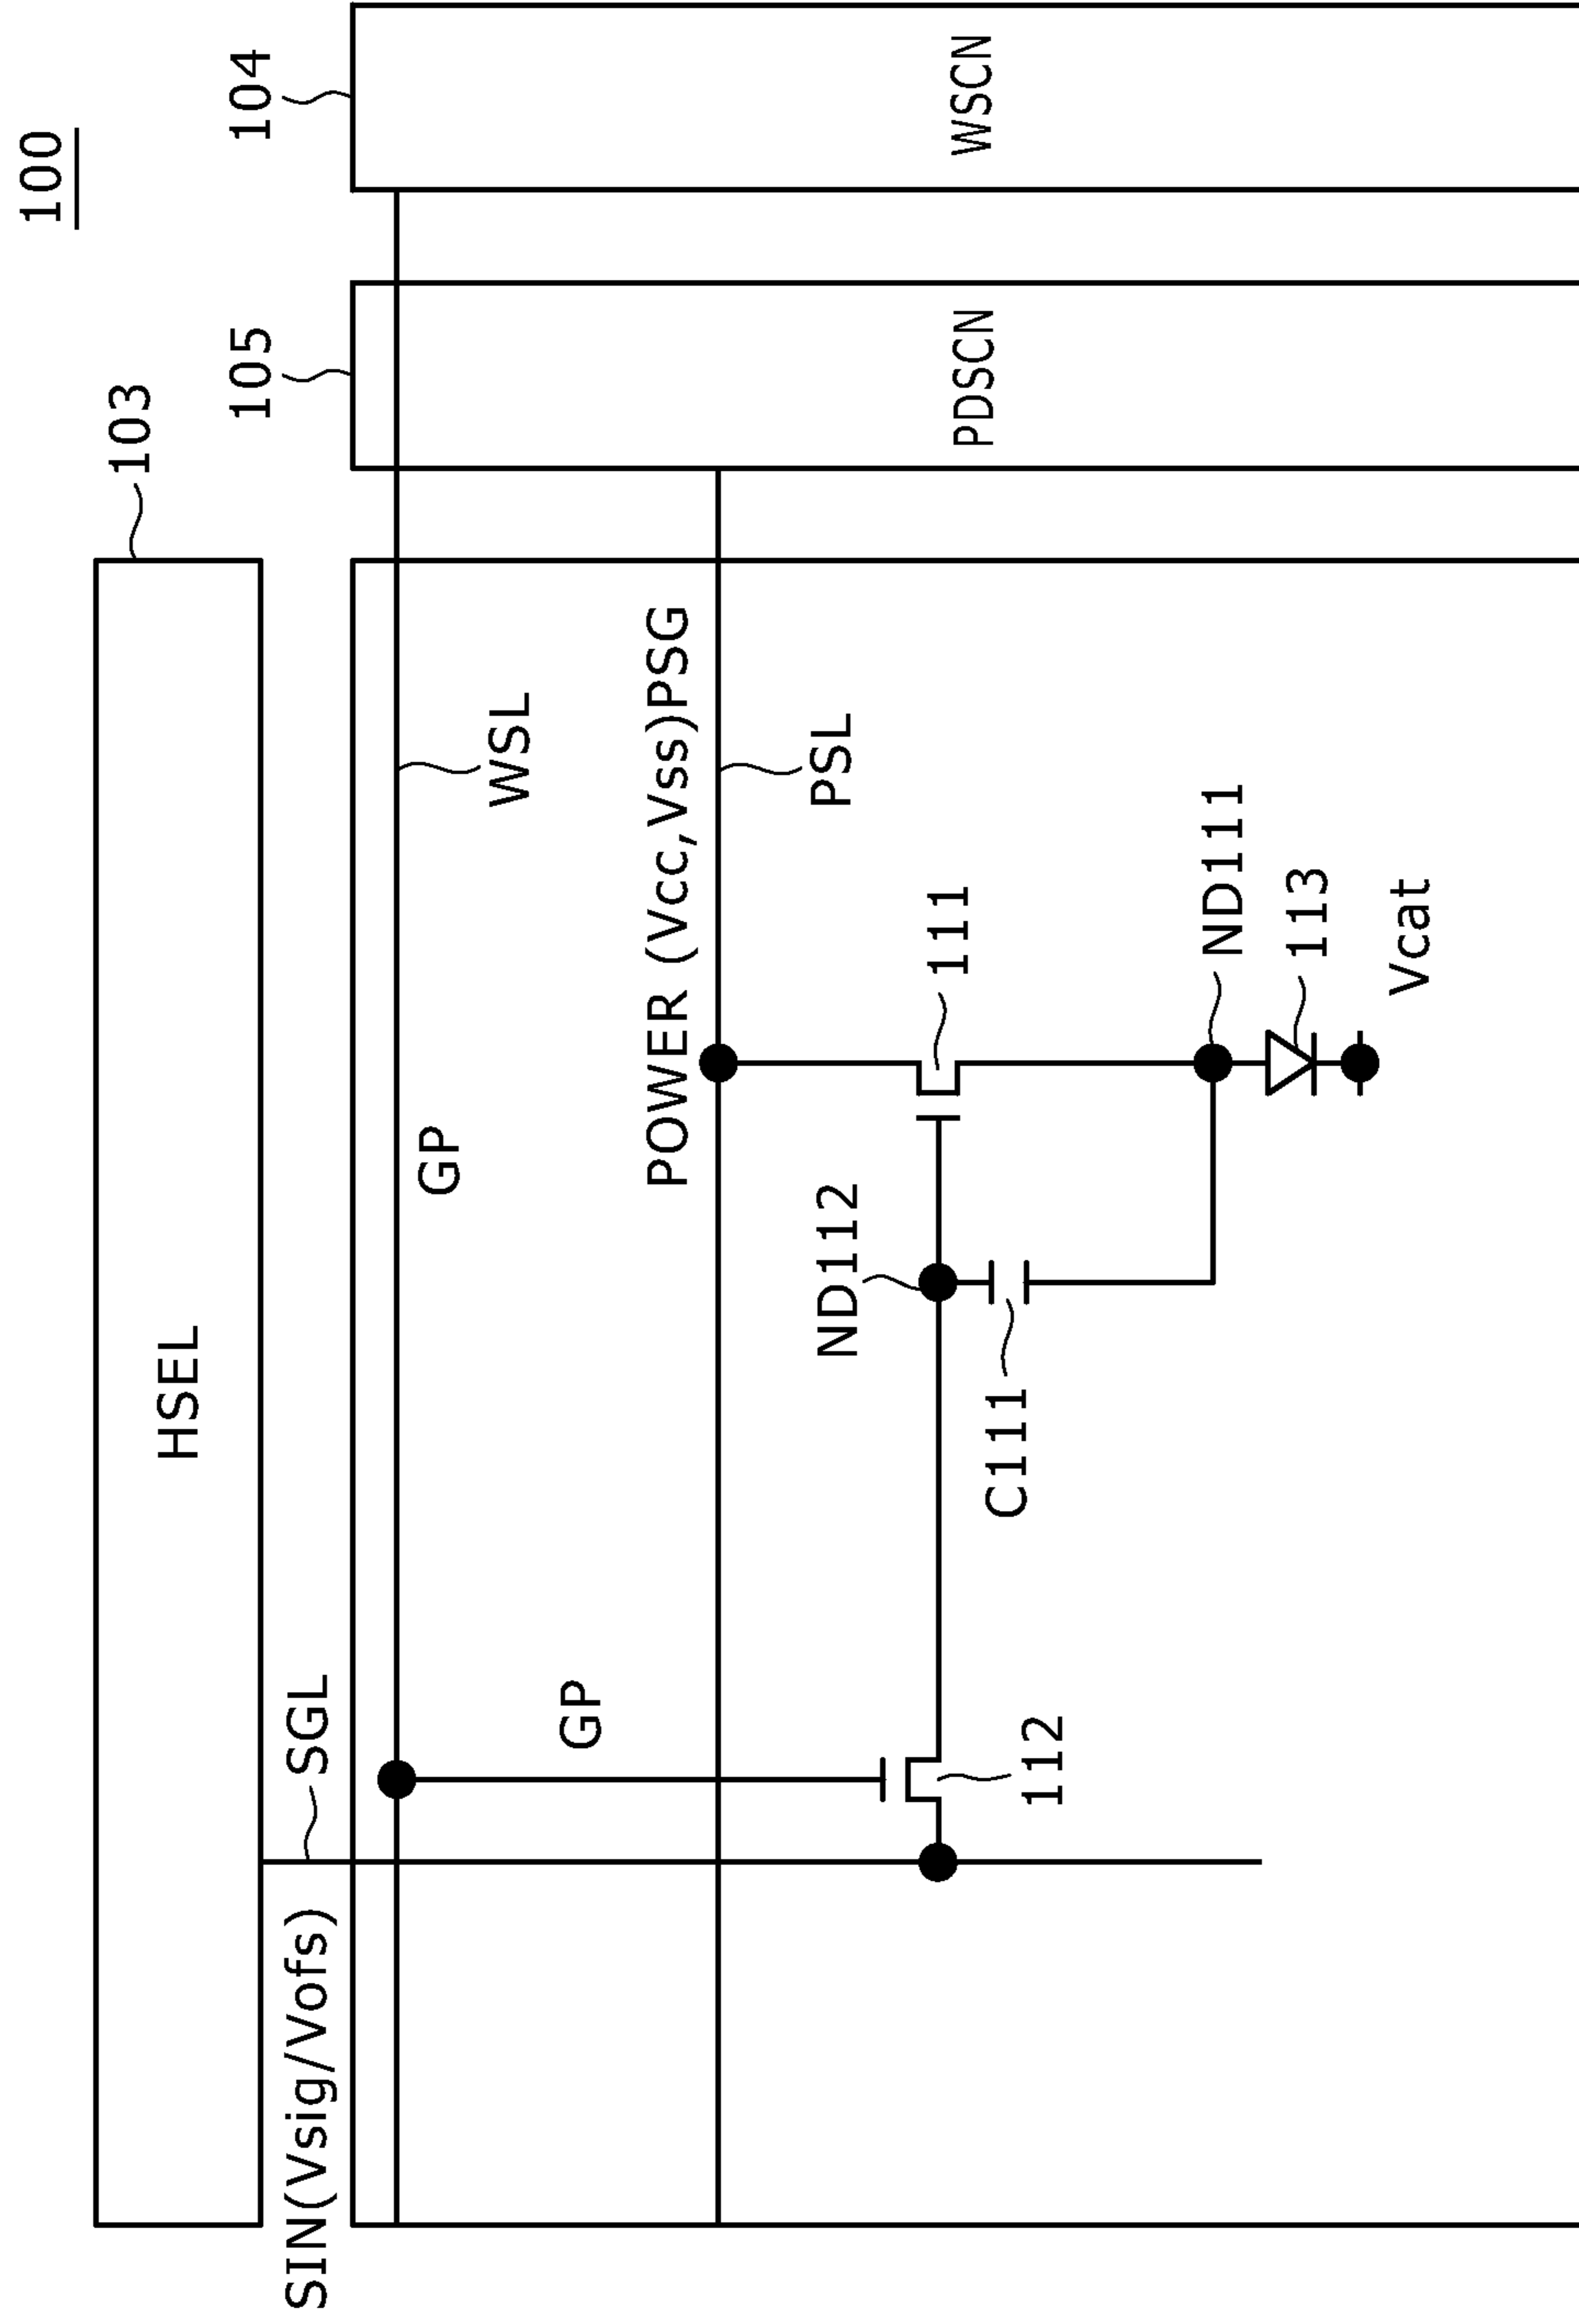 100
103
104
105
HSEL
SIN(Vsig/Vofs)
SGL
WSCN
PDSCN
GP
WSL
GP
POWER (Vcc,Vss)PSG
PSL
ND112
111
C111
112
ND111
113
Vcat